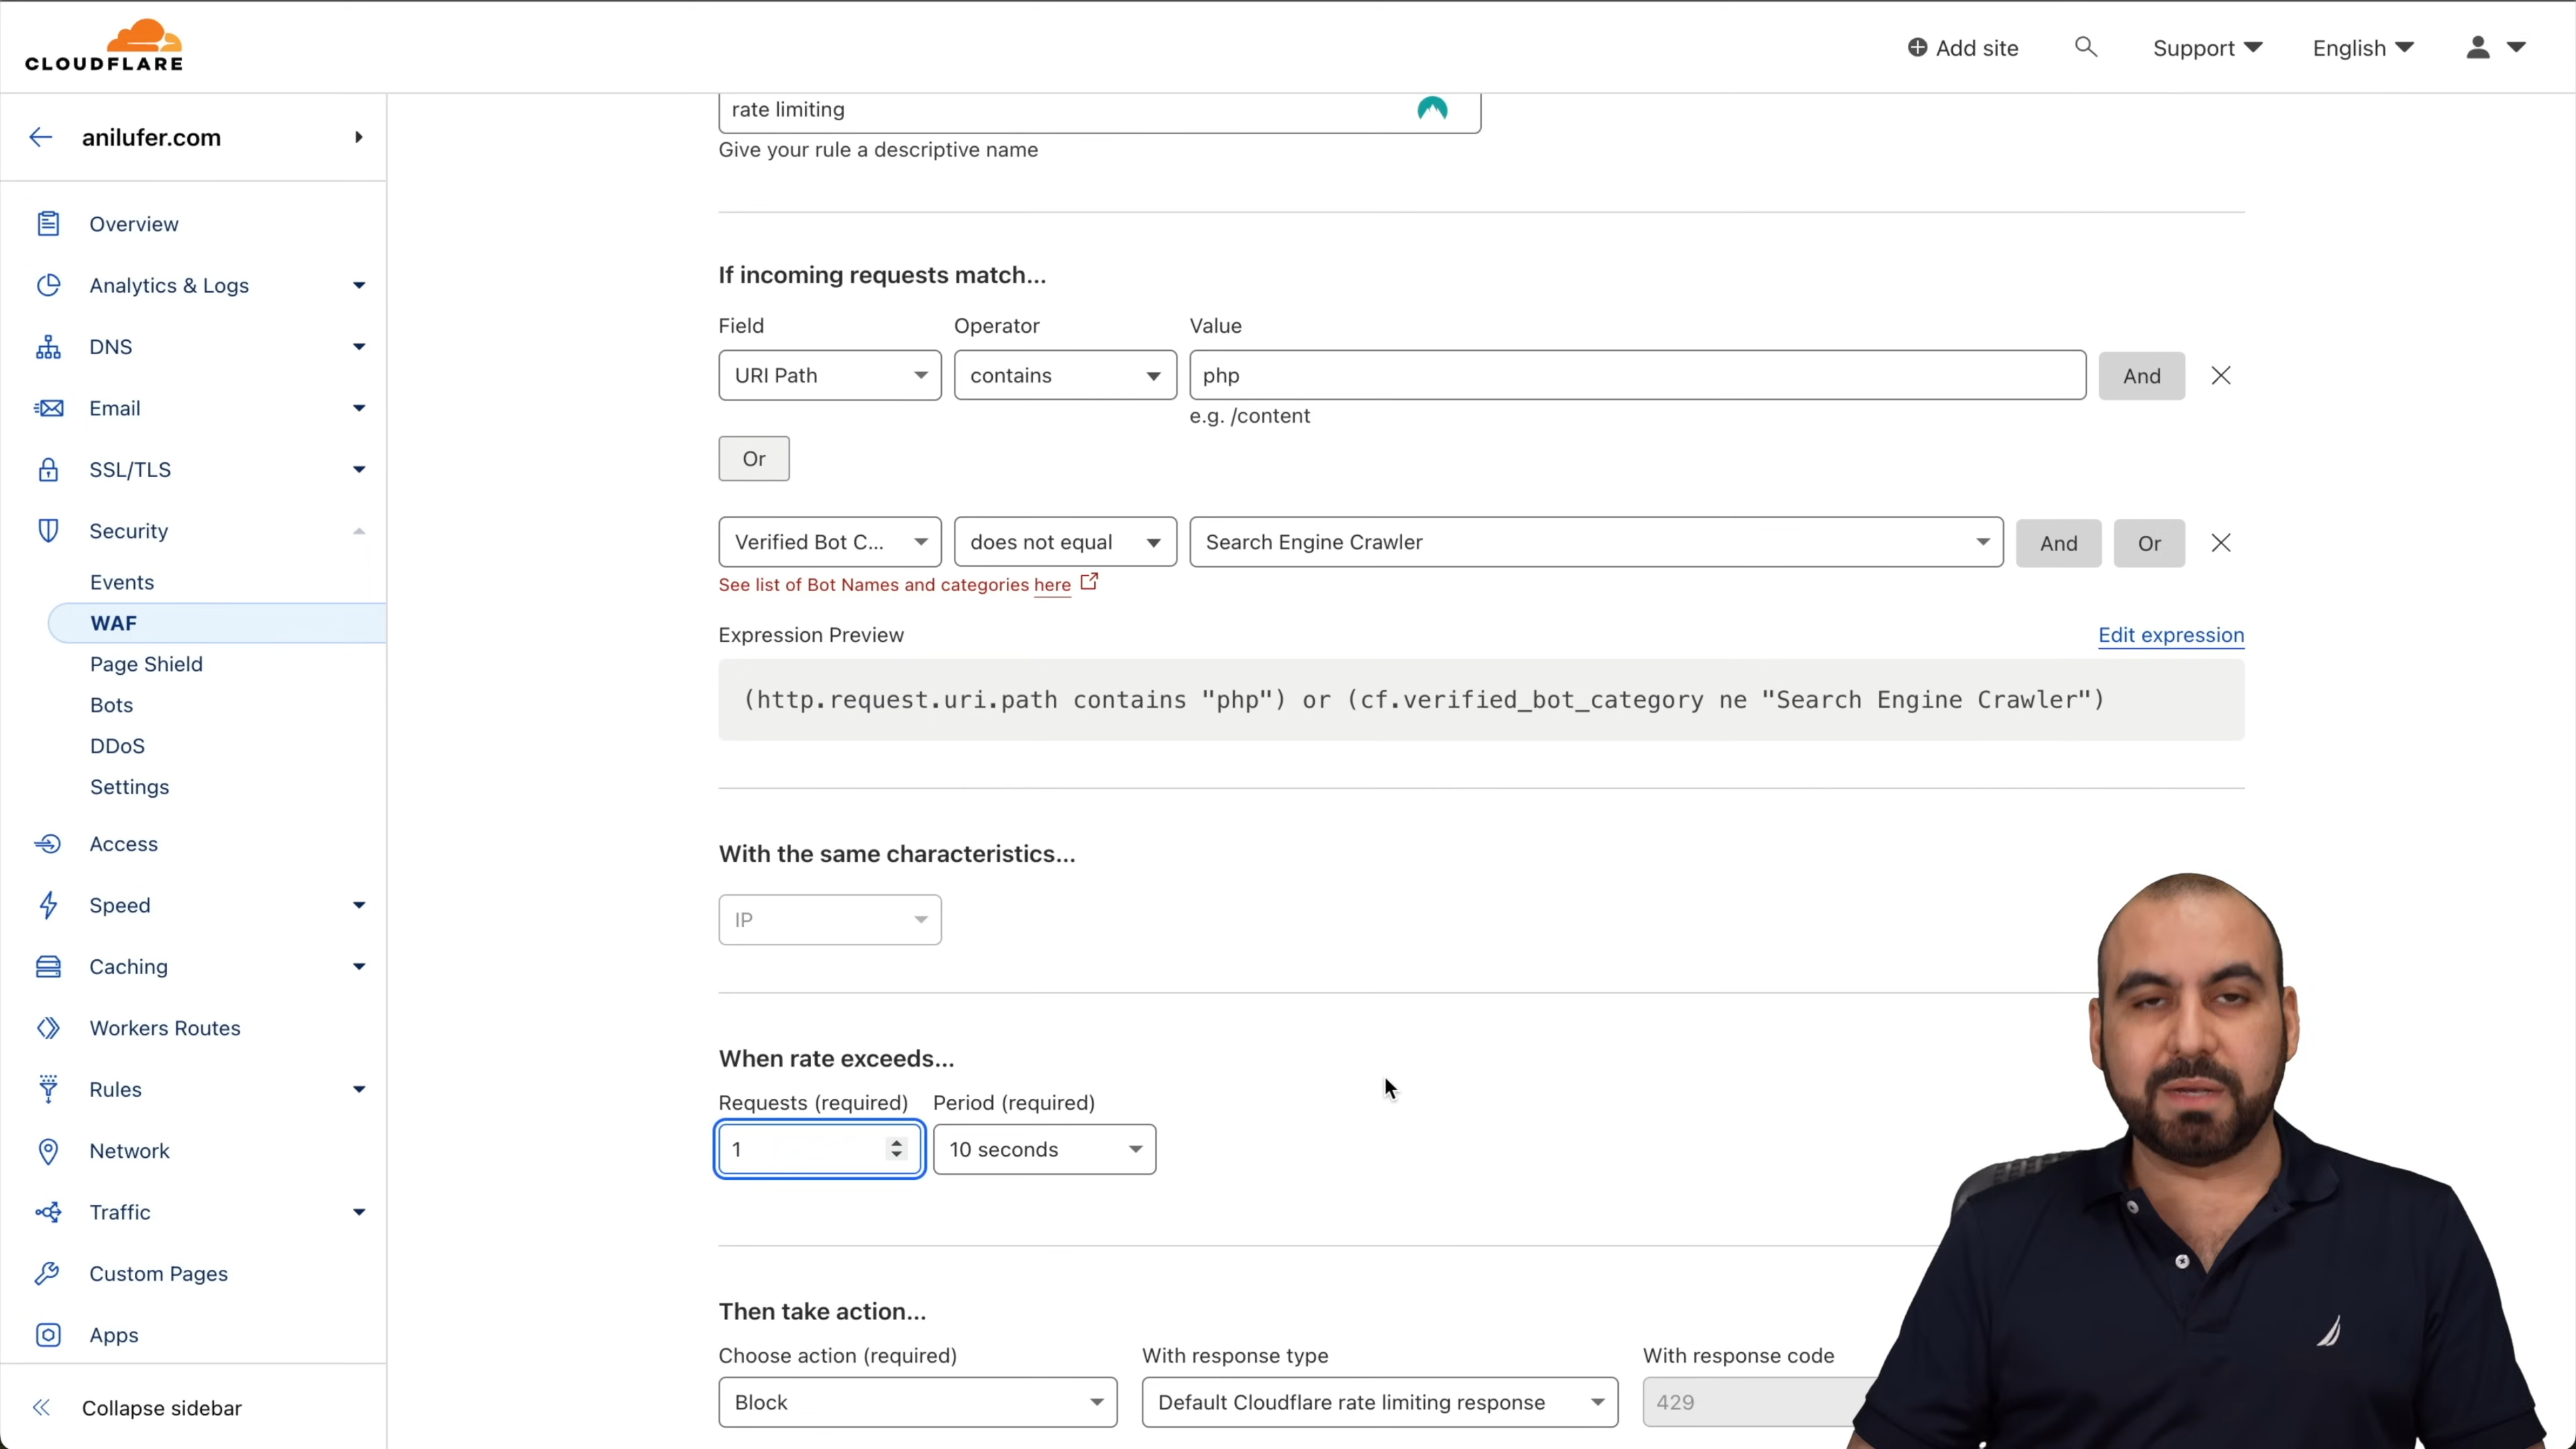 CLOUDFLARE
Add site
Support
English
anilufer.com
Overview
Analytics & Logs
DNS
Email
SSL/TLS
Security
Events
WAF
Page Shield
Bots
DDoS
Settings
Access
Speed
Caching
Workers Routes
Rules
Network
Traffic
Custom Pages
Apps
Collapse sidebar
rate limiting
Give your rule a descriptive name
If incoming requests match...
Field Operator Value
URI Path contains php And
e.g. /content
Or
Verified Bot C... does not equal Search Engine Crawler And Or
See list of Bot Names and categories here
Expression Preview Edit expression
(http.request.uri.path contains "php") or (cf.verified_bot_category ne "Search Engine Crawler")
With the same characteristics...
IP
When rate exceeds...
Requests (required) Period (required)
1 10 seconds
Then take action...
Choose action (required) With response type With response code
Block Default Cloudflare rate limiting response 429